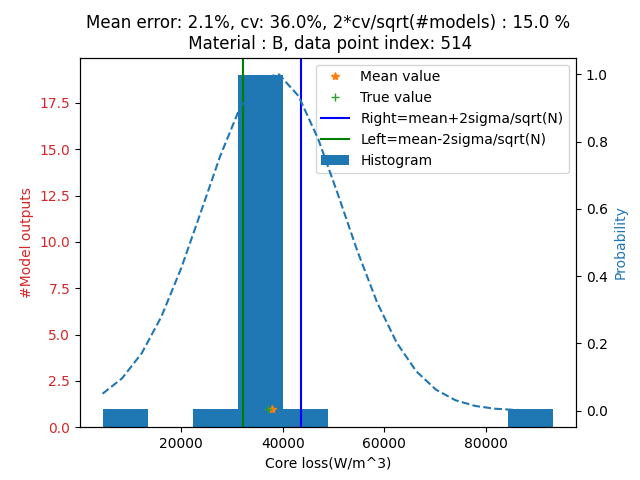 Mean error: 2.1%, cv: 36.0%, 2*cv/sqrt(#models) : 15.0 %
Material : B, data point index: 514
Mean value
True value
Right=mean+2sigma/sqrt(N)
Left=mean-2sigma/sqrt(N)
Histogram
#Model outputs
17.5
15.0
12.5
10.0
7.5
5.0
2.5
0.0
1.0
0.8
0.6
0.4
0.2
0.0
Probability
20000 40000 60000 80000
Core loss(W/m^3)